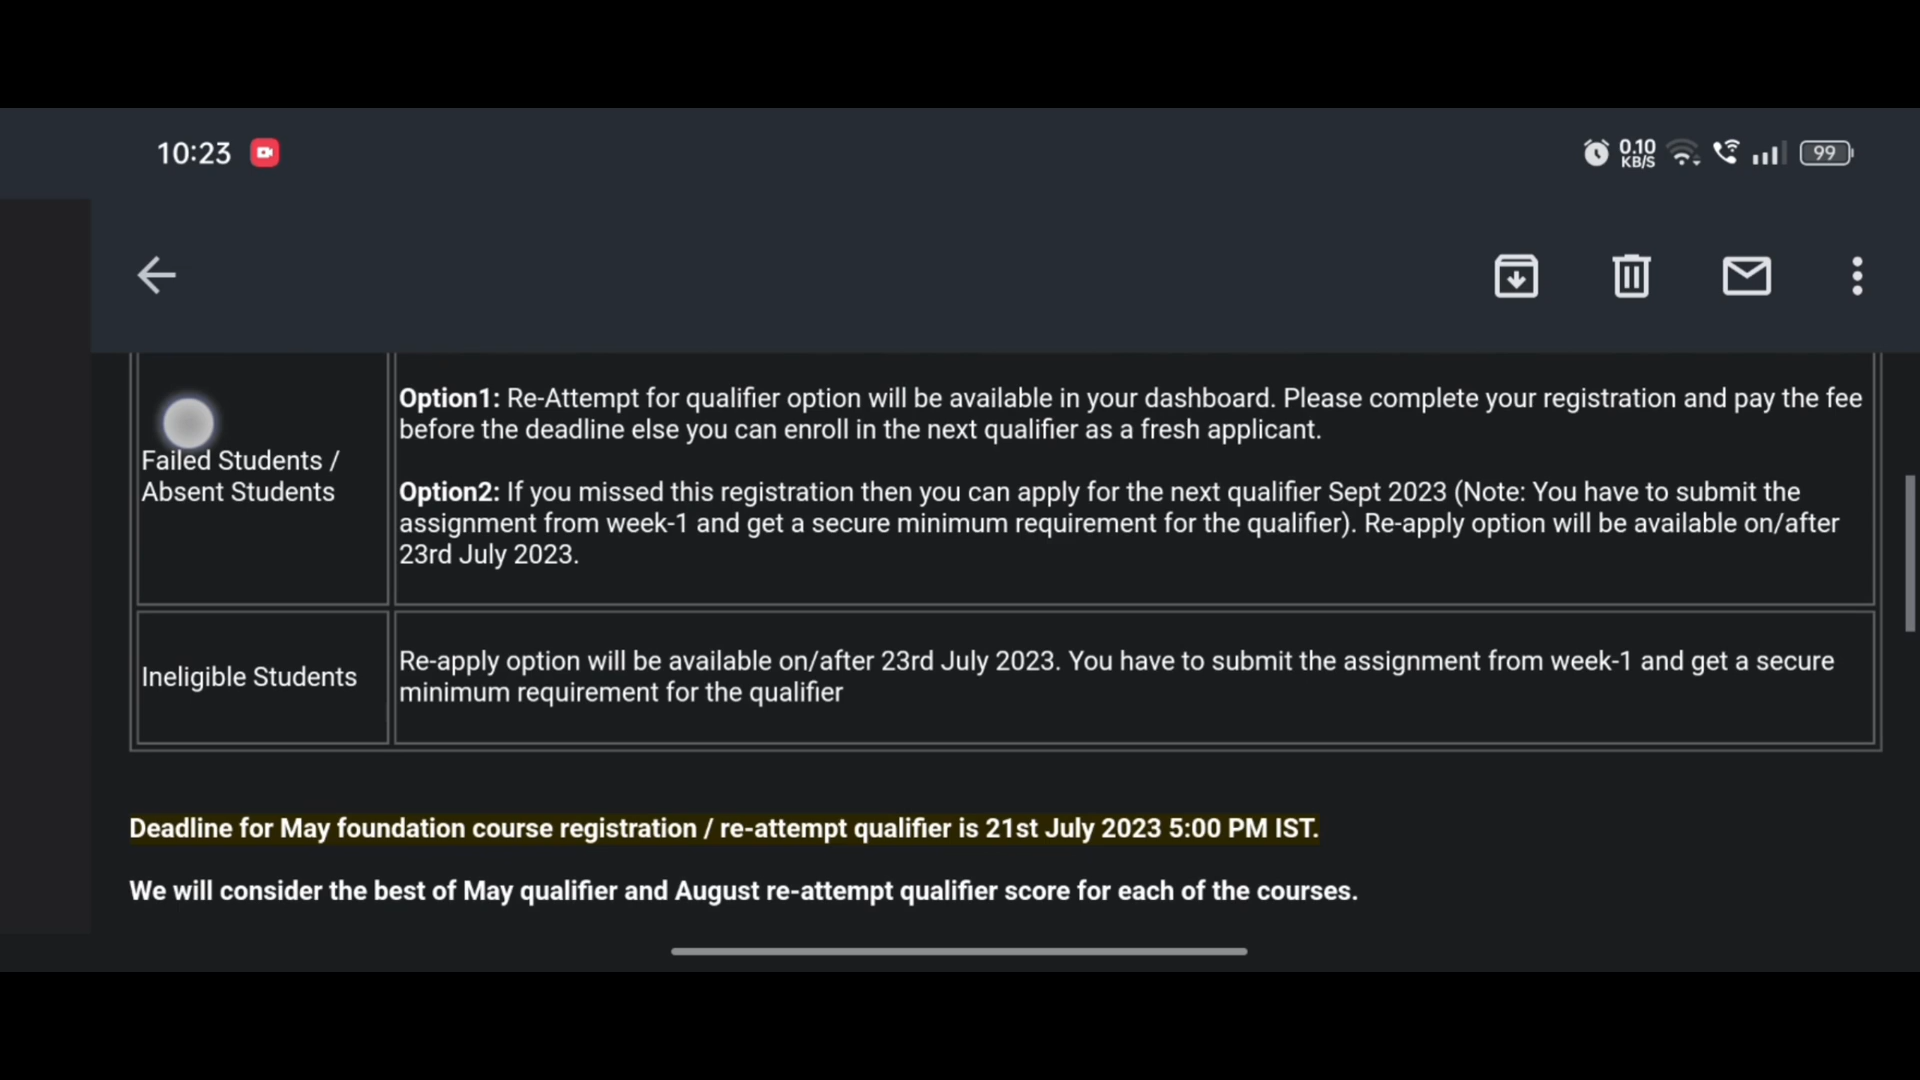 10:23
0.10
KB/S
99
Option1: Re-Attempt for qualifier option will be available in your dashboard. Please complete your registration and pay the fee
before the deadline else you can enroll in the next qualifier as a fresh applicant.
Failed Students /
Absent Students
Option2: If you missed this registration then you can apply for the next qualifier Sept 2023 (Note: You have to submit the
assignment from week-1 and get a secure minimum requirement for the qualifier). Re-apply option will be available on/after
23rd July 2023.
Ineligible Students
Re-apply option will be available on/after 23rd July 2023. You have to submit the assignment from week-1 and get a secure
minimum requirement for the qualifier
Deadline for May foundation course registration / re-attempt qualifier is 21st July 2023 5:00 PM IST.
We will consider the best of May qualifier and August re-attempt qualifier score for each of the courses.